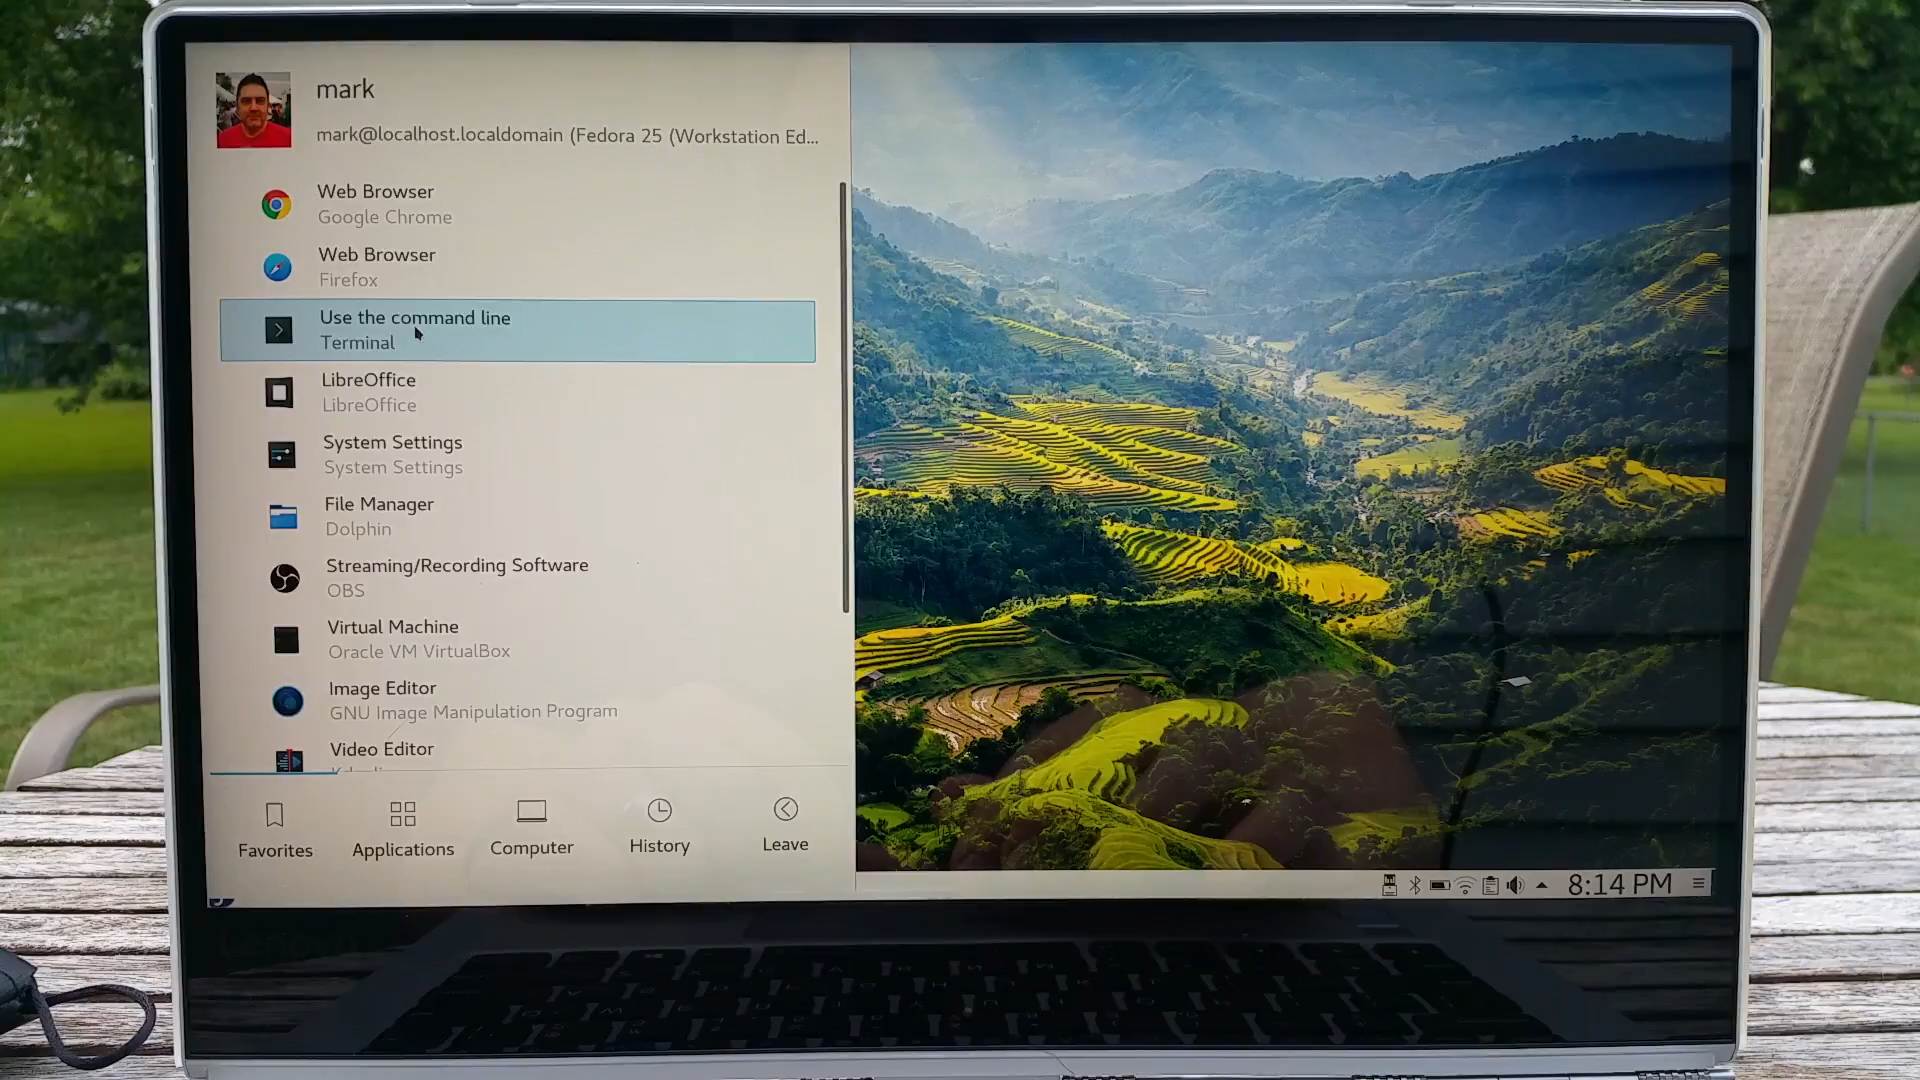 mark
mark@localhost.localdomain (Fedora 25 (Workstation Ed...
Web Browser
Google Chrome
Web Browser
Firefox
Use the command line
Terminal
LibreOffice
LibreOffice
System Settings
System Settings
File Manager
Dolphin
Streaming/Recording Software
OBS
Virtual Machine
Oracle VM VirtualBox
Image Editor
GNU Image Manipulation Program
Video Editor
Favorites
Applications
Computer
History
Leave
8:14 PM
Lenovo